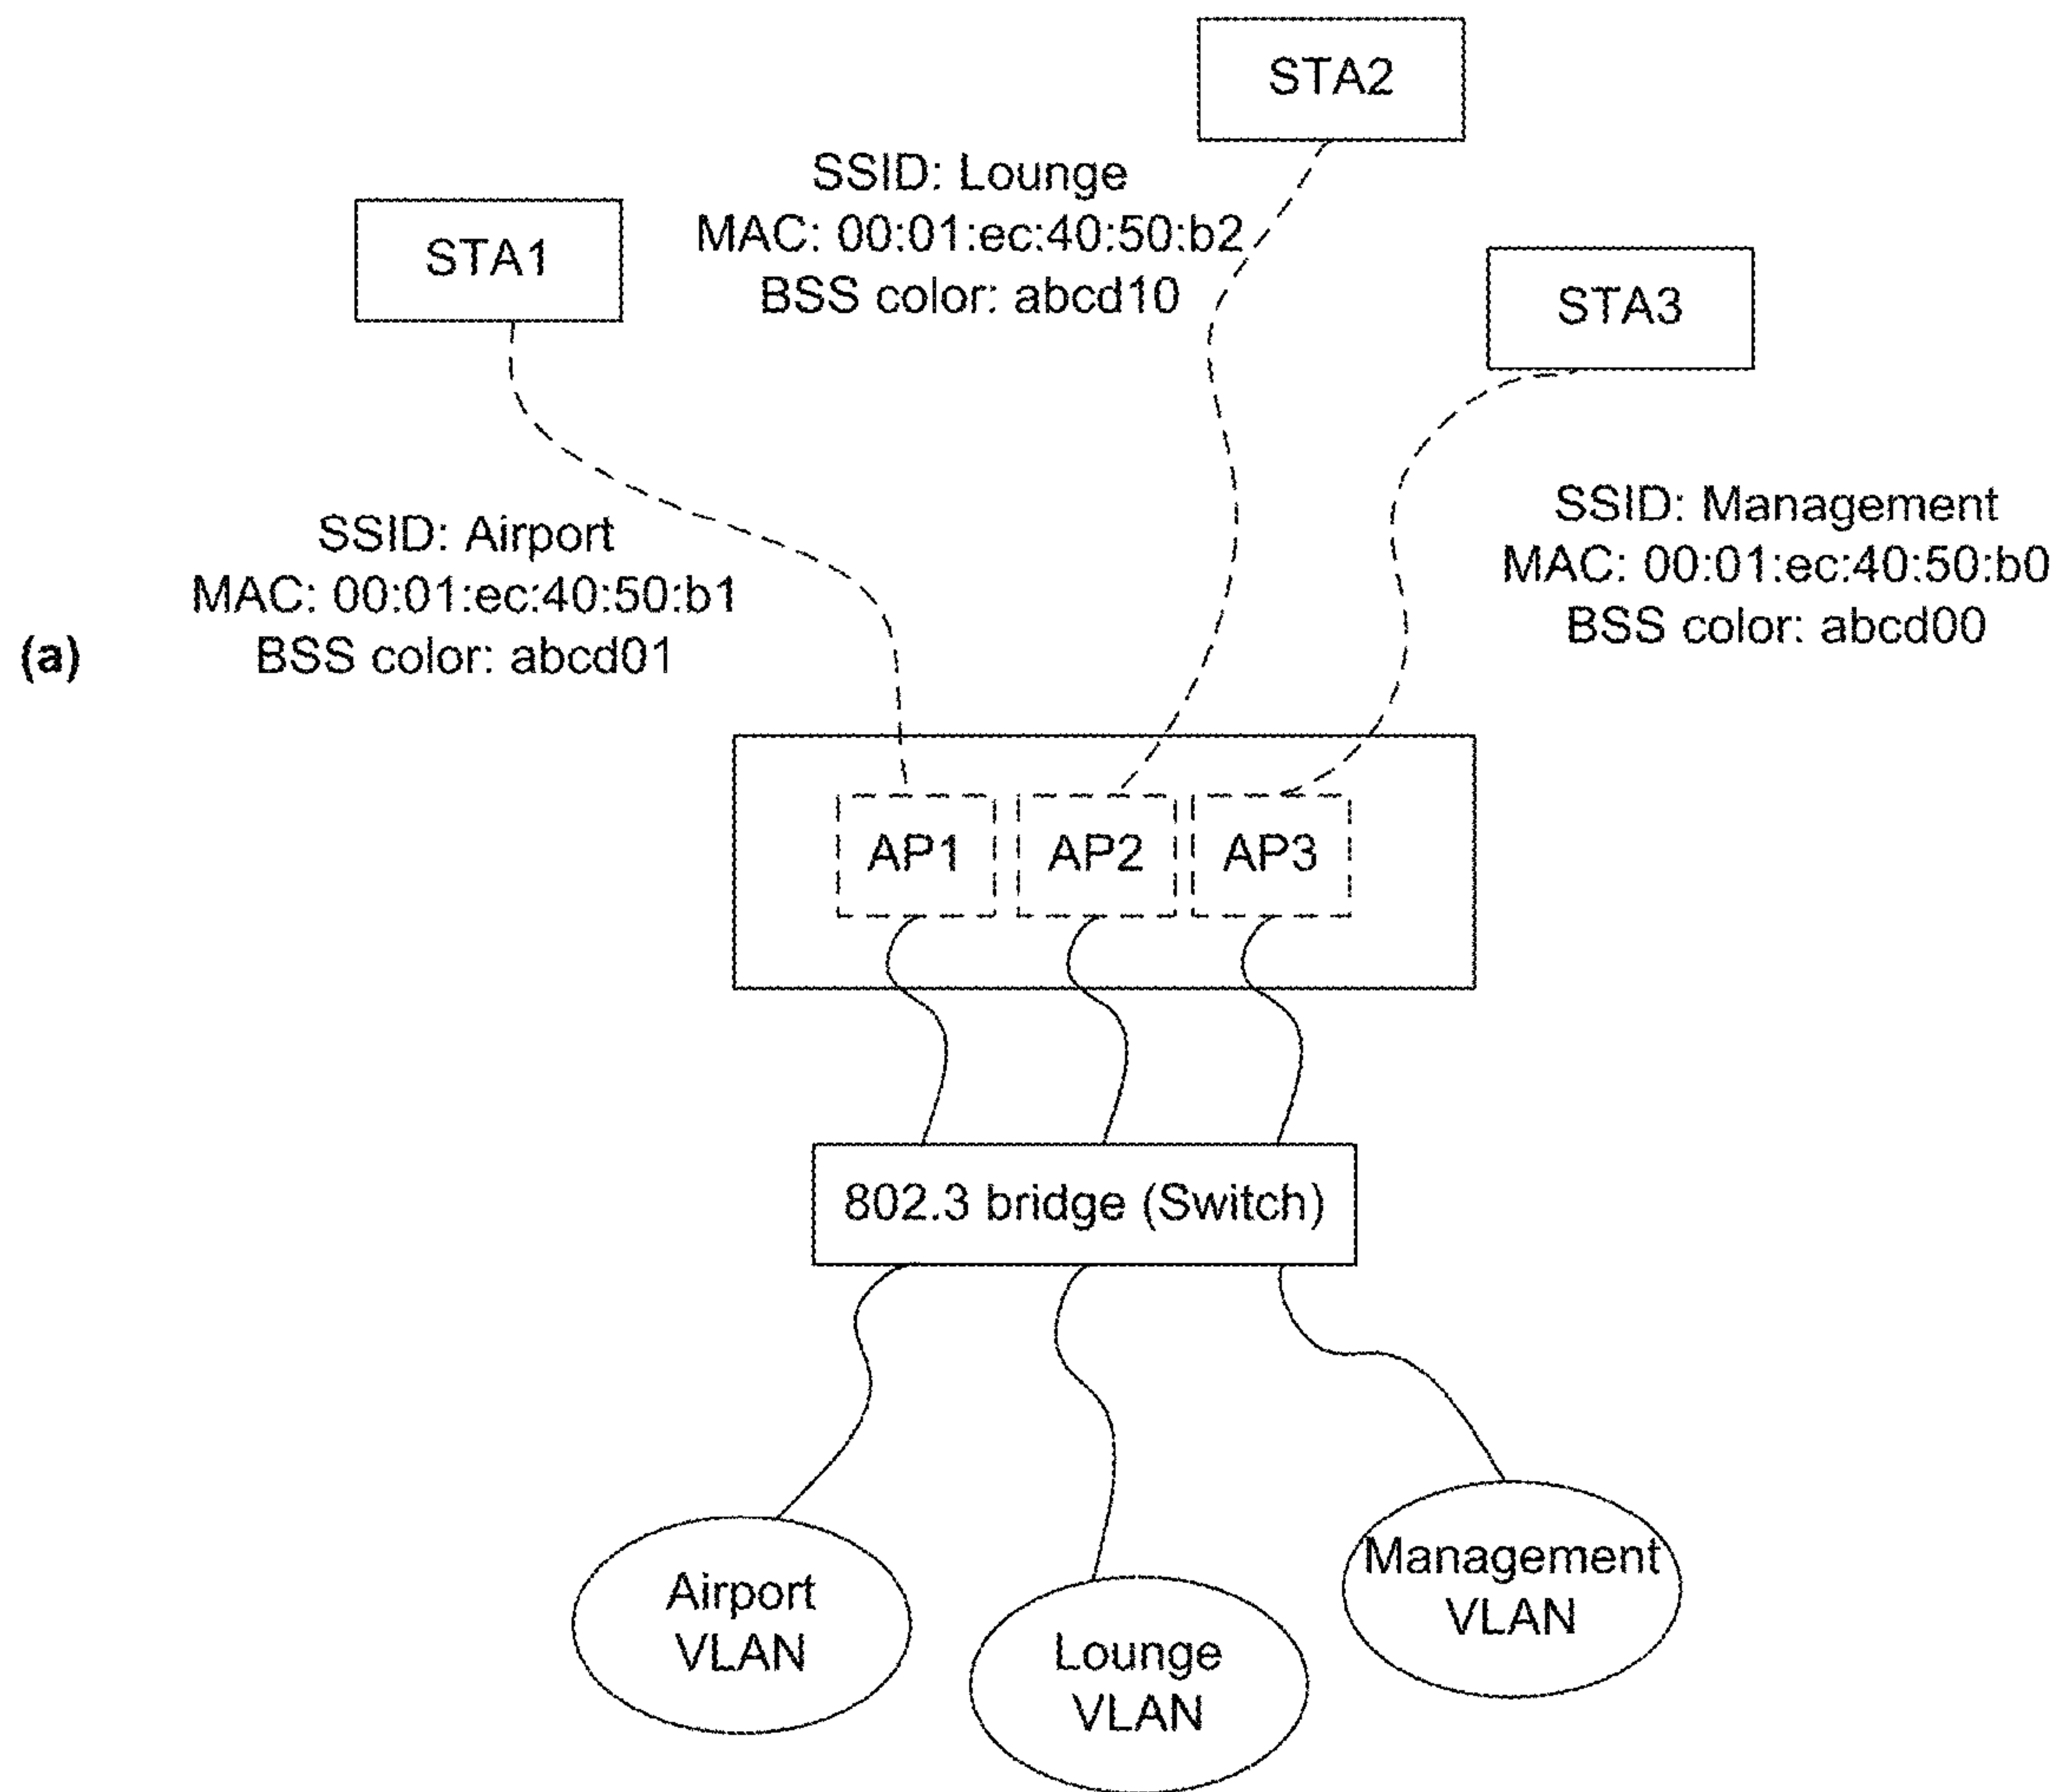 STA2
SSID: Lounge
MAC: 00:01:ec:40:50:b2
BSS color: abcd10
STA1
STA3
SSID: Airport
MAC: 00:01:ec:40:50:b1
BSS color: abcd01
SSID: Management
MAC: 00:01:ec:40:50:b0
BSS color: abcd00
(a)
AP1
AP2
AP3
802.3 bridge (Switch)
Airport
VLAN
Lounge
VLAN
Management
VLAN